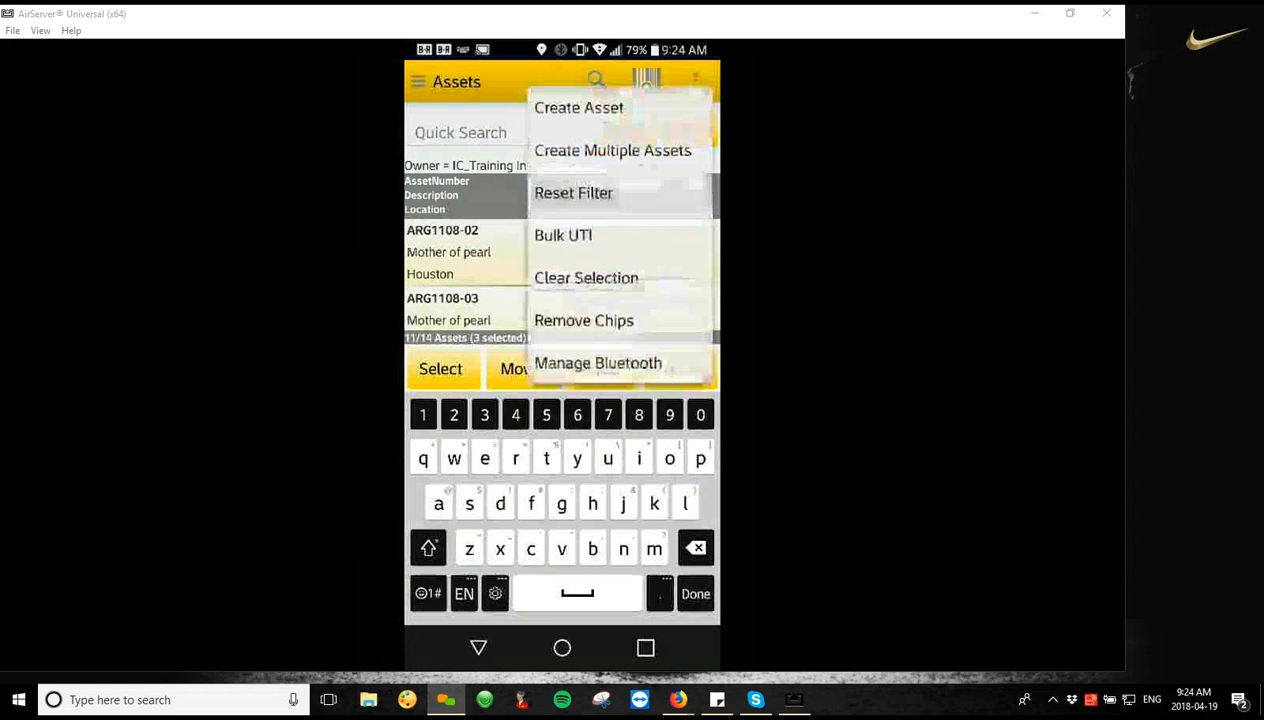 AirServer® Universal (x64)
File View Help
B·R B·R 79% 9:24 AM
Assets
Create Asset
Quick Search
Create Multiple Assets
Owner = IC_Training In
AssetNumber
Description
Reset Filter
Location
ARG1108-02
Bulk UTI
Mother of pearl
Houston
Clear Selection
ARG1108-03
Mother of pearl
Remove Chips
11/14 Assets (3 selected)
Select
Mov
Manage Bluetooth
1 2 3 4 5 6 7 8 9 0
q w e r t y u i o p
a s d f g h j k l
z x c v b n m
1# EN . Done
Type here to search
ENG
9:24 AM
2018-04-19
2